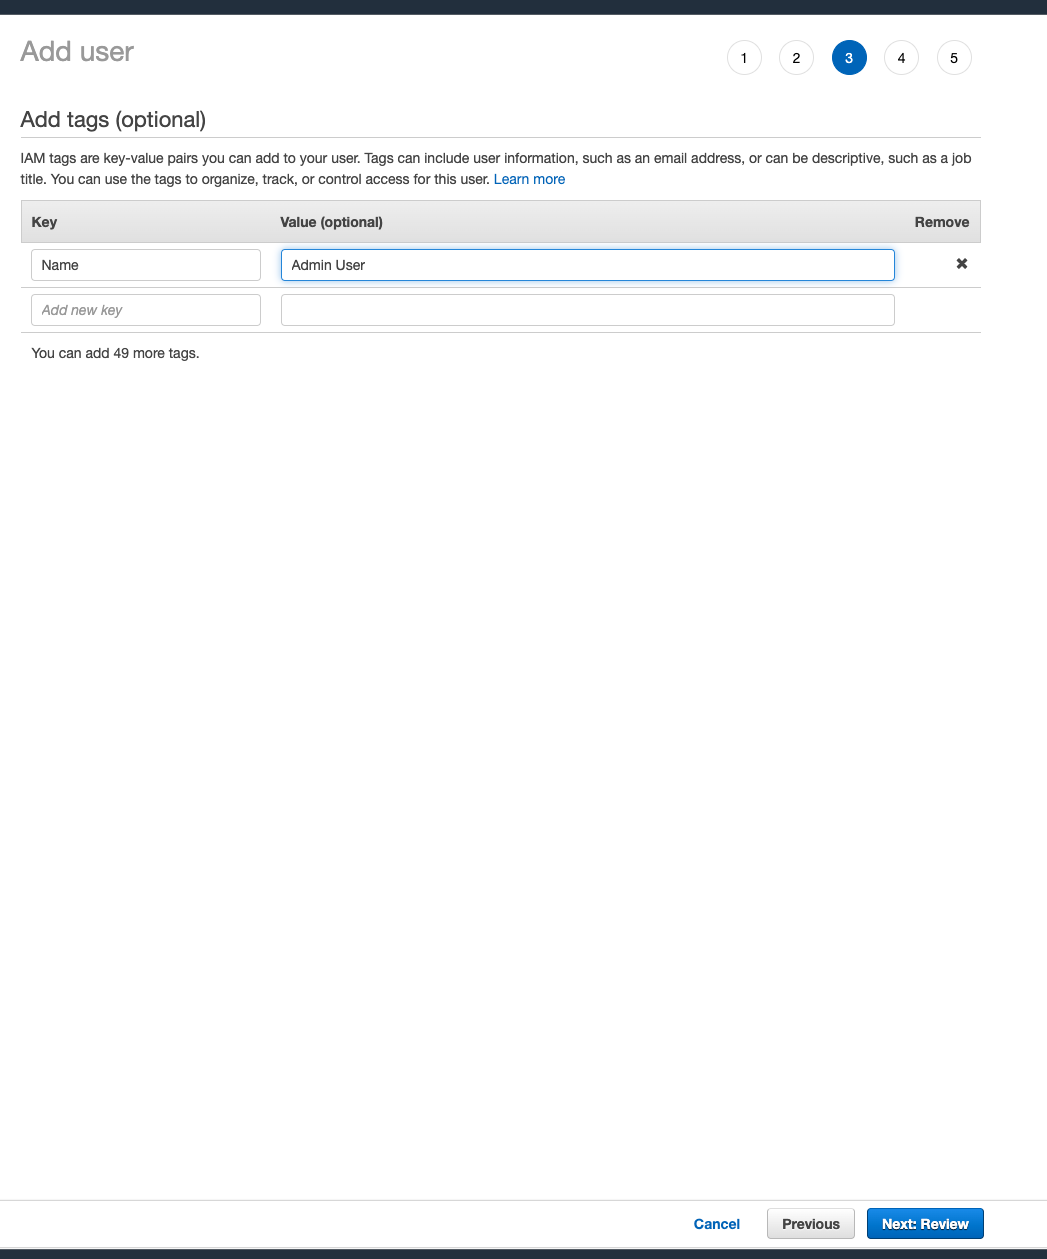 Add user
1 2 3 4 5
Add tags (optional)
IAM tags are key-value pairs you can add to your user. Tags can include user information, such as an email address, or can be descriptive, such as a job
title. You can use the tags to organize, track, or control access for this user. Learn more
Key Value (optional) Remove
Name Admin User ✖
Add new key
You can add 49 more tags.
Cancel Previous Next: Review